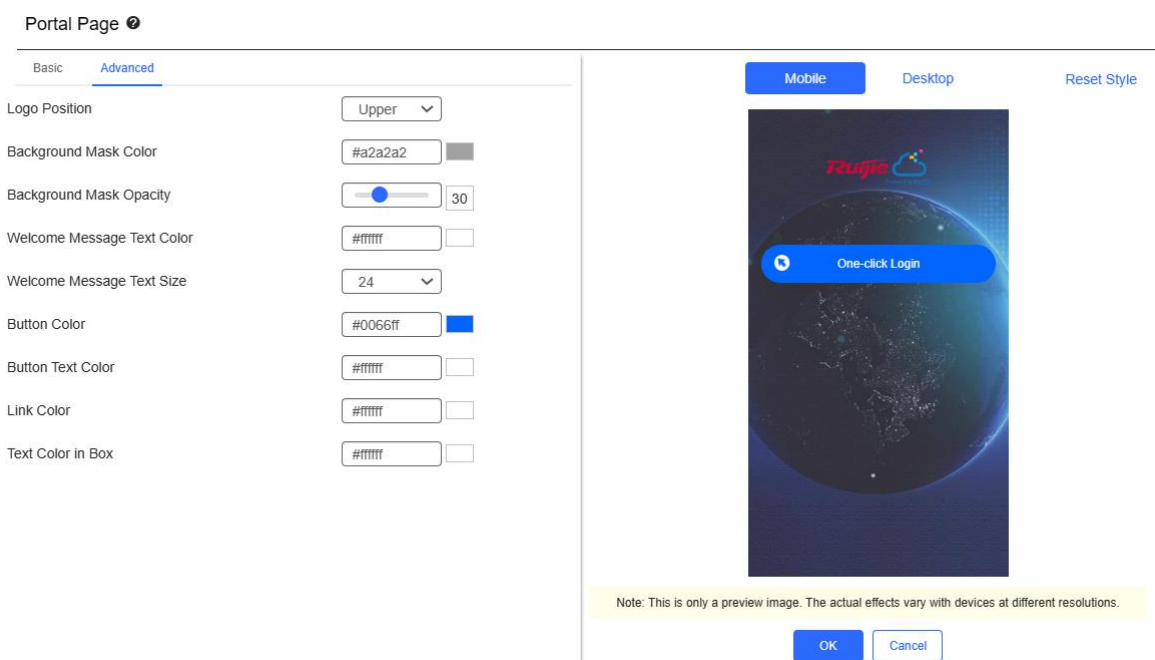 Portal Page
Basic
Advanced
Logo Position
Upper
Background Mask Color
#a2a2a2
Background Mask Opacity
30
Welcome Message Text Color
#ffffff
Welcome Message Text Size
24
Button Color
#0066ff
Button Text Color
#ffffff
Link Color
#ffffff
Text Color in Box
#ffffff
Mobile
Desktop
Reset Style
Ruijie
One-click Login
Note: This is only a preview image. The actual effects vary with devices at different resolutions.
OK
Cancel